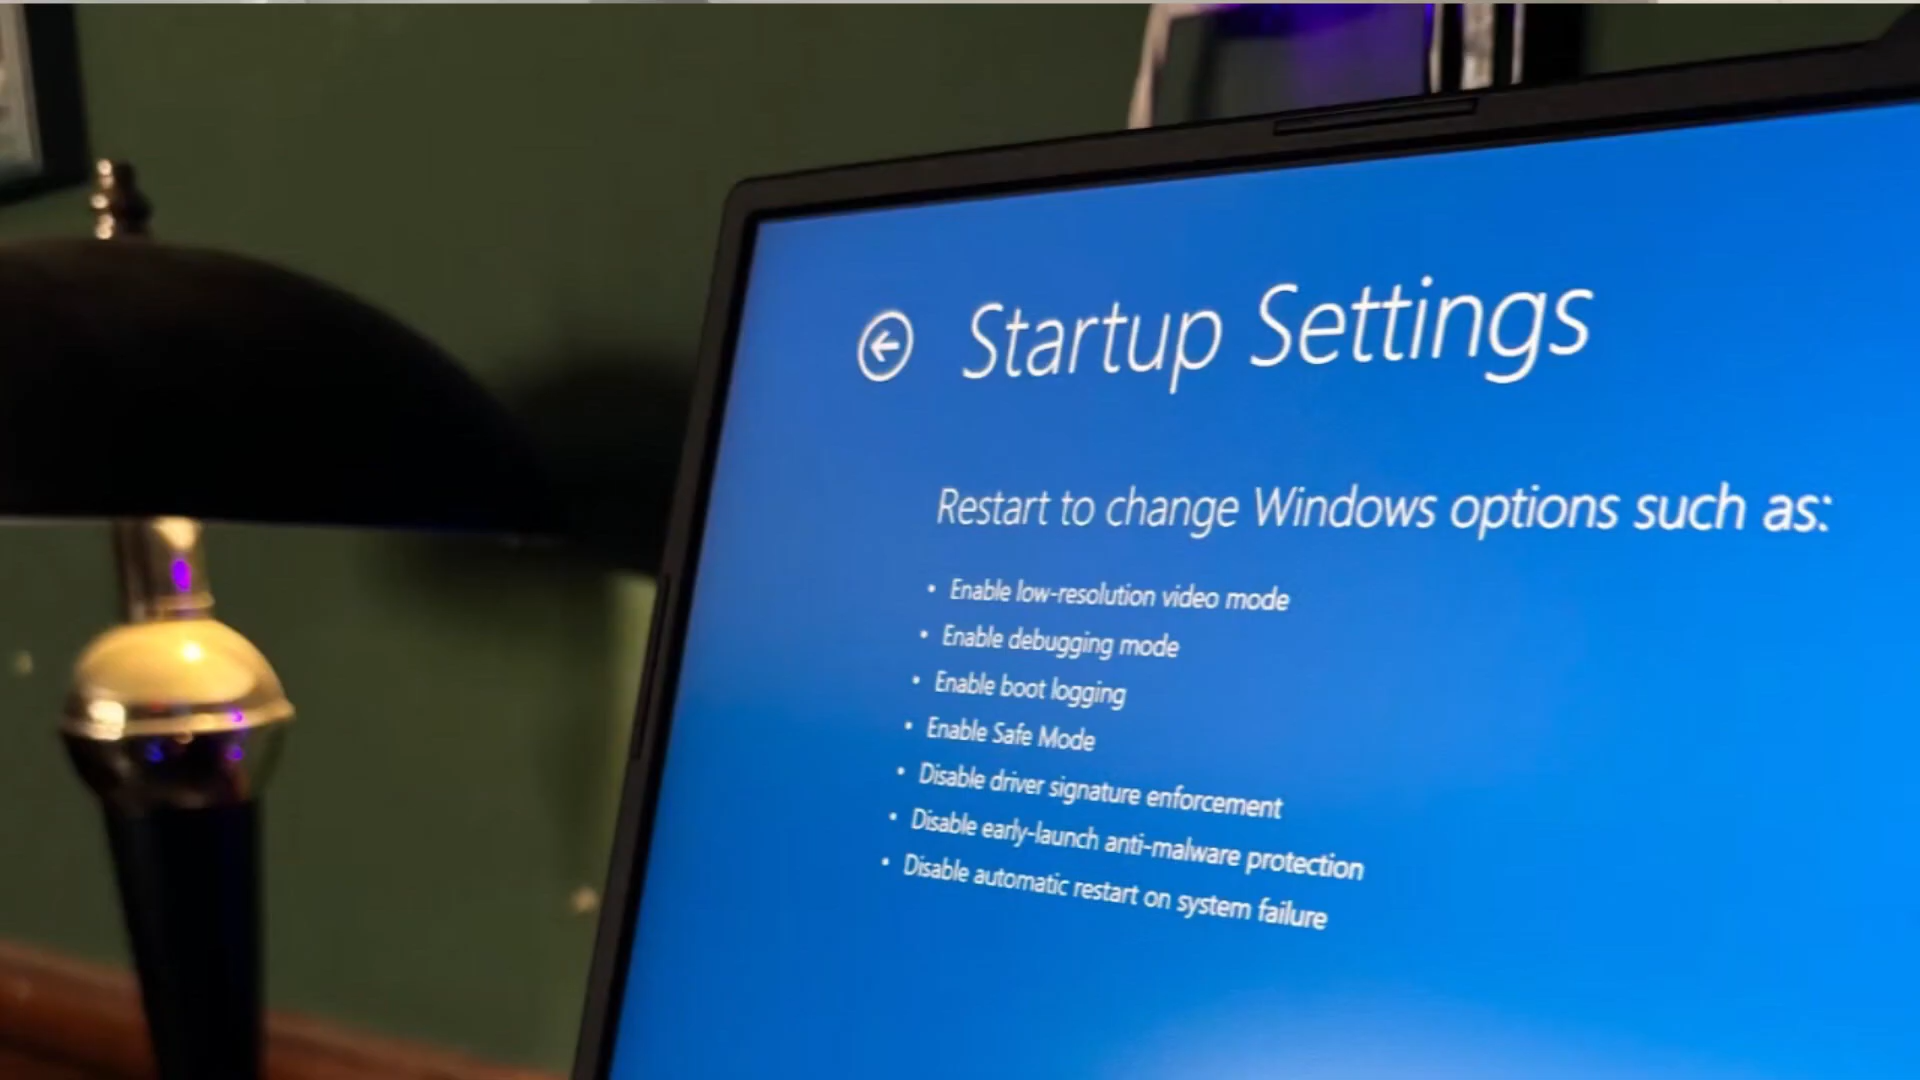 Startup Settings
Restart to change Windows options such as:
• Enable low-resolution video mode
• Enable debugging mode
• Enable boot logging
• Enable Safe Mode
• Disable driver signature enforcement
• Disable early-launch anti-malware protection
• Disable automatic restart on system failure